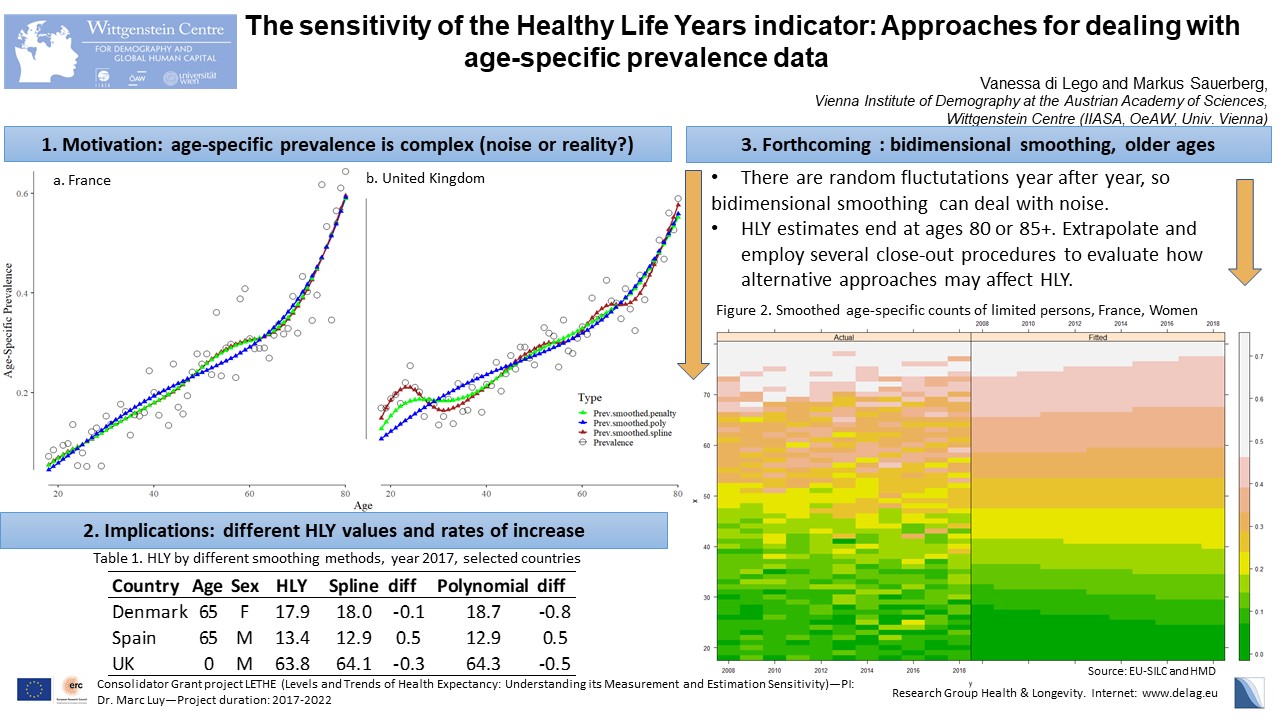 Wittgenstein Centre
FOR DEMOGRAPHY AND
GLOBAL HUMAN CAPITAL
IIASA
ÖAW
universität
wien
The sensitivity of the Healthy Life Years indicator: Approaches for dealing with
age-specific prevalence data
Vanessa di Lego and Markus Sauerberg,
Vienna Institute of Demography at the Austrian Academy of Sciences,
Wittgenstein Centre (IIASA, OeAW, Univ. Vienna)
1. Motivation: age-specific prevalence is complex (noise or reality?)
a. France
b. United Kingdom
Age-Specific Prevalence
0.6
0.4
0.2
20 40 60 80
20 40 60 80
Age
Type
Prev.smoothed.penalty
Prev.smoothed.poly
Prev.smoothed.spline
Prevalence
2. Implications: different HLY values and rates of increase
Table 1. HLY by different smoothing methods, year 2017, selected countries
Country Age Sex HLY Spline diff Polynomial diff
Denmark 65 F 17.9 18.0 -0.1 18.7 -0.8
Spain 65 M 13.4 12.9 0.5 12.9 0.5
UK 0 M 63.8 64.1 -0.3 64.3 -0.5
3. Forthcoming : bidimensional smoothing, older ages
• There are random fluctutations year after year, so
bidimensional smoothing can deal with noise.
• HLY estimates end at ages 80 or 85+. Extrapolate and
employ several close-out procedures to evaluate how
alternative approaches may affect HLY.
Figure 2. Smoothed age-specific counts of limited persons, France, Women
2008 2010 2012 2014 2016 2018
Actual Fitted
70
60
50
40
30
20
x
0.7
0.6
0.5
0.4
0.3
0.2
0.1
0.0
2008 2010 2012 2014 2016 2018
y
Source: EU-SILC and HMD
erc
Consolidator Grant project LETHE (Levels and Trends of Health Expectancy: Understanding its Measurement and Estimation Sensitivity)—PI:
Dr. Marc Luy—Project duration: 2017-2022
Research Group Health & Longevity. Internet: www.delag.eu